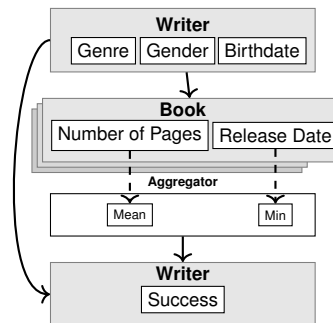 Writer
Genre Gender Birthdate
Book
Number of Pages Release Date
Aggregator
Mean Min
Writer
Success